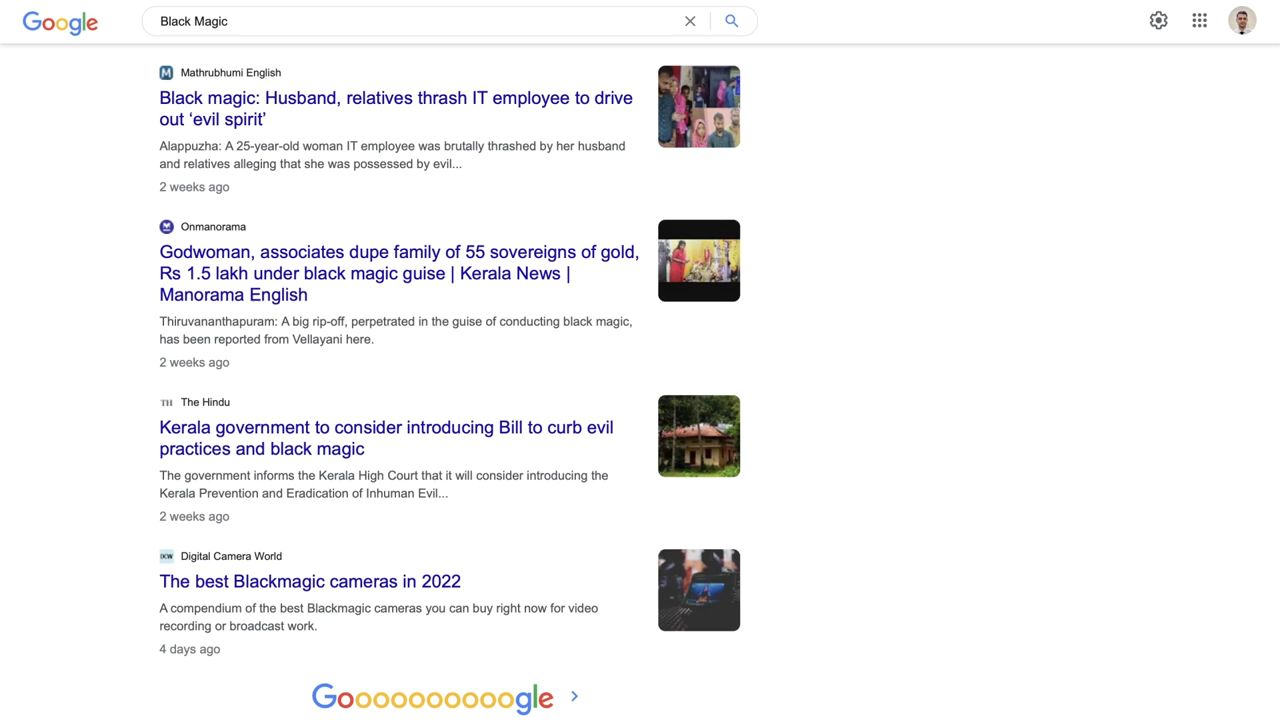 Google
Black Magic
Mathrubhumi English
Black magic: Husband, relatives thrash IT employee to drive
out ‘evil spirit’
Alappuzha: A 25-year-old woman IT employee was brutally thrashed by her husband
and relatives alleging that she was possessed by evil...
2 weeks ago
Onmanorama
Godwoman, associates dupe family of 55 sovereigns of gold,
Rs 1.5 lakh under black magic guise | Kerala News |
Manorama English
Thiruvananthapuram: A big rip-off, perpetrated in the guise of conducting black magic,
has been reported from Vellayani here.
2 weeks ago
TH The Hindu
Kerala government to consider introducing Bill to curb evil
practices and black magic
The government informs the Kerala High Court that it will consider introducing the
Kerala Prevention and Eradication of Inhuman Evil...
2 weeks ago
DCW Digital Camera World
The best Blackmagic cameras in 2022
A compendium of the best Blackmagic cameras you can buy right now for video
recording or broadcast work.
4 days ago
Goooooooooogle